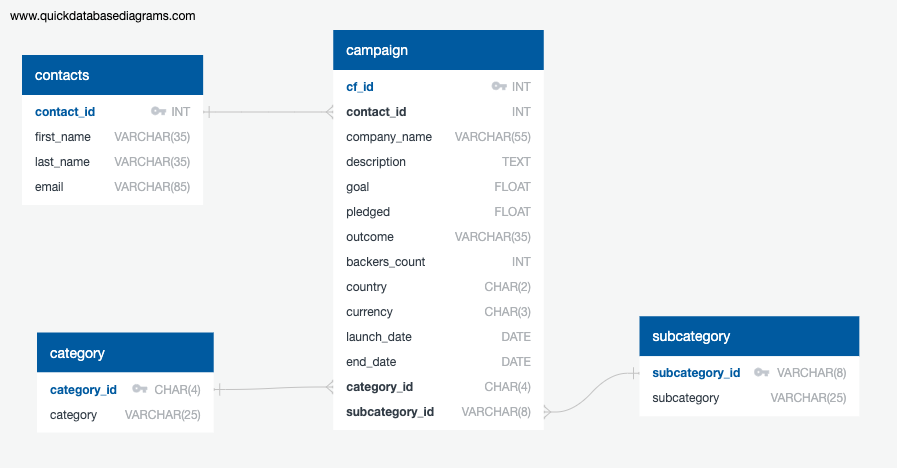 www.quickdatabasediagrams.com
contacts
contact_id INT
first_name VARCHAR(35)
last_name VARCHAR(35)
email VARCHAR(85)
campaign
cf_id INT
contact_id INT
company_name VARCHAR(55)
description TEXT
goal FLOAT
pledged FLOAT
outcome VARCHAR(35)
backers_count INT
country CHAR(2)
currency CHAR(3)
launch_date DATE
end_date DATE
category_id CHAR(4)
subcategory_id VARCHAR(8)
category
category_id CHAR(4)
category VARCHAR(25)
subcategory
subcategory_id VARCHAR(8)
subcategory VARCHAR(25)